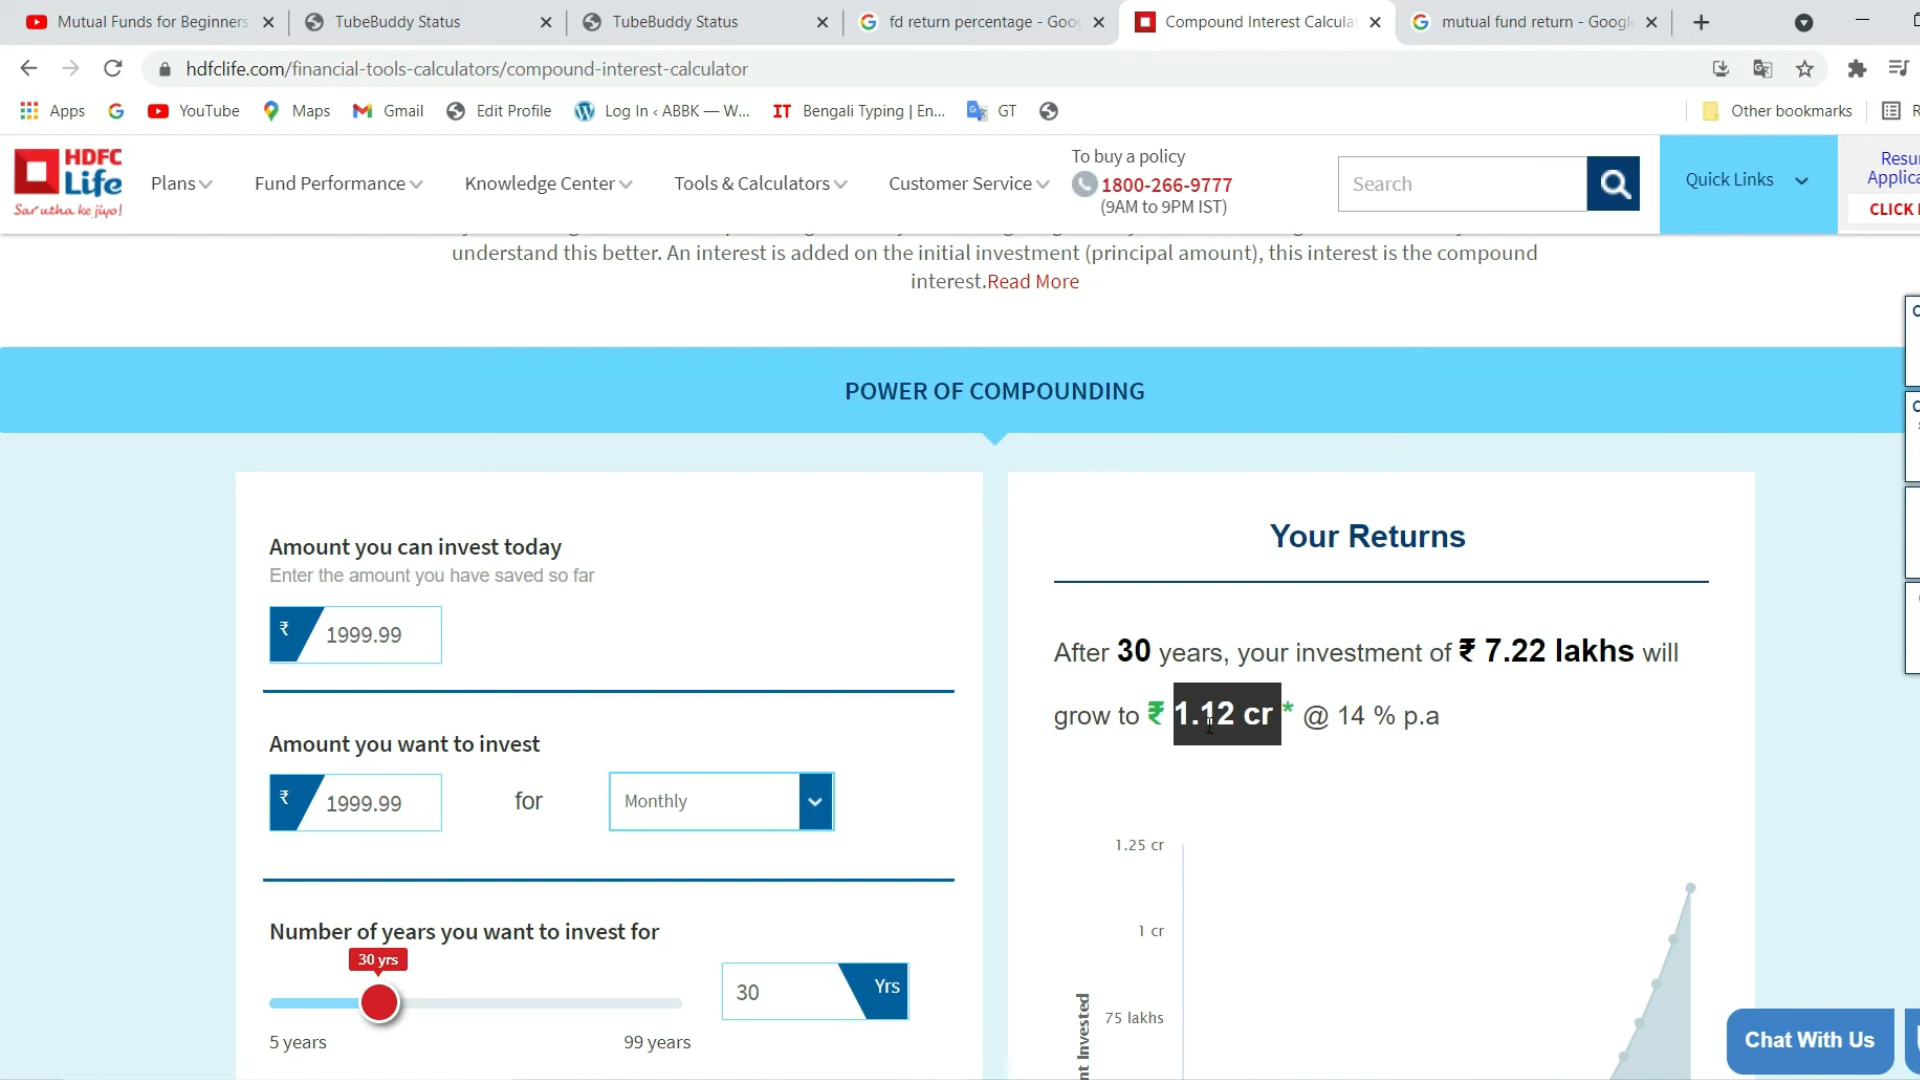 Mutual Funds for Beginners
TubeBuddy Status
TubeBuddy Status
fd return percentage - Goo
Compound Interest Calculat
mutual fund return - Googl
hdfclife.com/financial-tools-calculators/compound-interest-calculator
Apps
YouTube
Maps
Gmail
Edit Profile
Log In ‹ ABBK — W...
IT Bengali Typing | En...
GT
Other bookmarks
R
HDFC
Life
Sar utha ke jiyo!
Plans
Fund Performance
Knowledge Center
Tools & Calculators
Customer Service
To buy a policy
1800-266-9777
(9AM to 9PM IST)
Search
Quick Links
Resu
Applica
CLICK
understand this better. An interest is added on the initial investment (principal amount), this interest is the compound
interest.Read More
POWER OF COMPOUNDING
Amount you can invest today
Enter the amount you have saved so far
₹ 1999.99
Amount you want to invest
₹ 1999.99 for Monthly
Number of years you want to invest for
30 yrs
30 Yrs
5 years 99 years
Your Returns
After 30 years, your investment of ₹ 7.22 lakhs will
grow to ₹ 1.12 cr * @ 14 % p.a
1.25 cr
1 cr
75 lakhs
nt Invested
Chat With Us